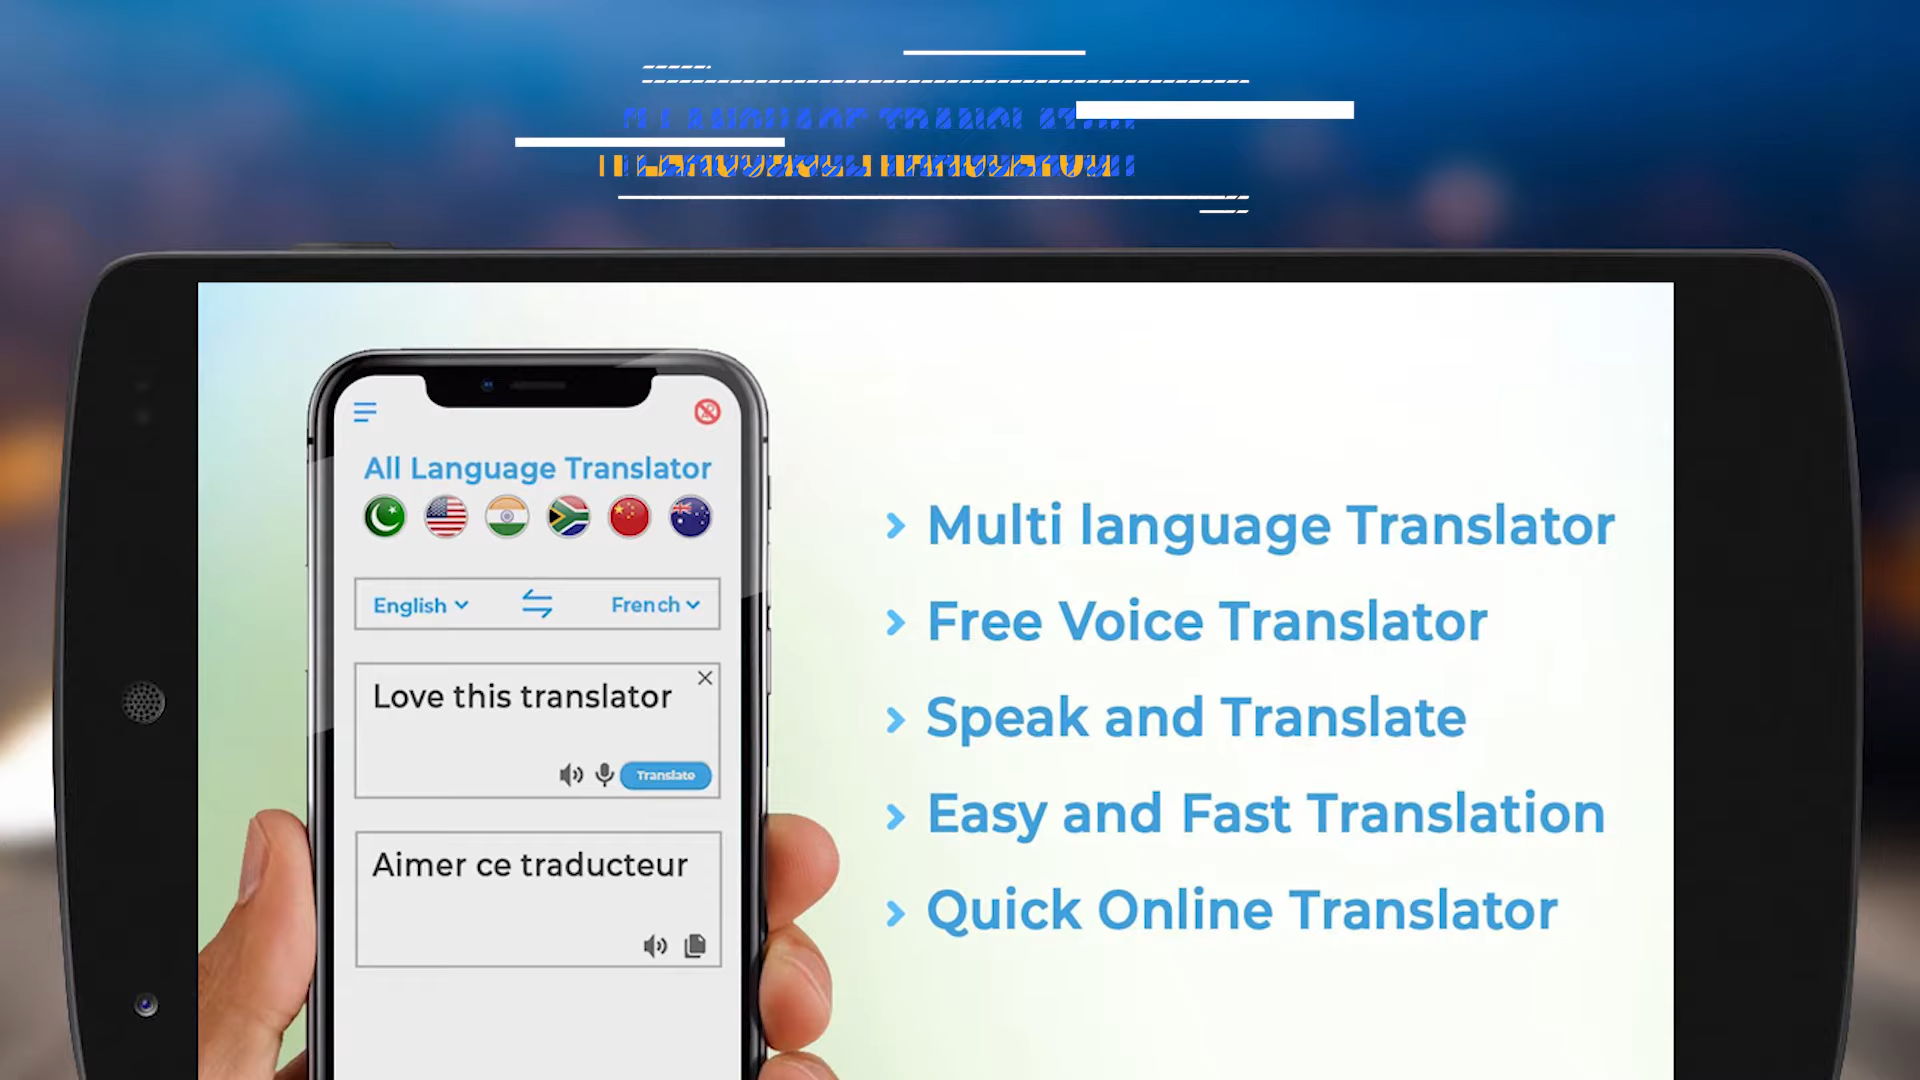 All Language Translator
English French
Love this translator
Translate
Aimer ce traducteur
Multi language Translator
Free Voice Translator
Speak and Translate
Easy and Fast Translation
Quick Online Translator